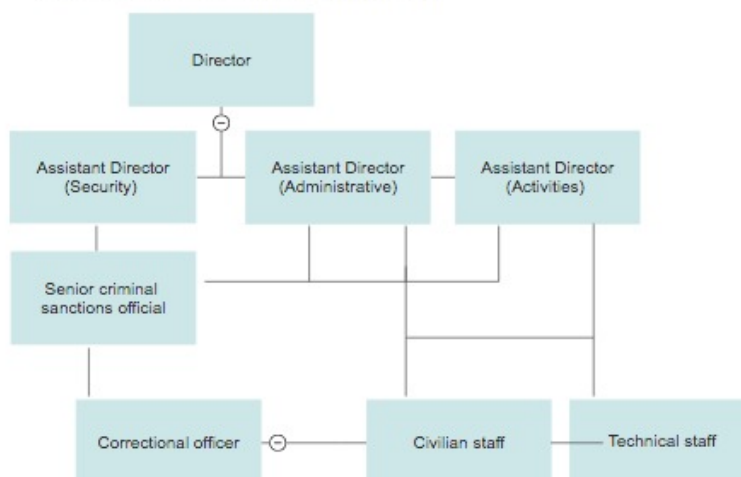 Director
Assistant Director
(Security)
Assistant Director
(Administrative)
Assistant Director
(Activities)
Senior criminal
sanctions official
Correctional officer
Civilian staff
Technical staff